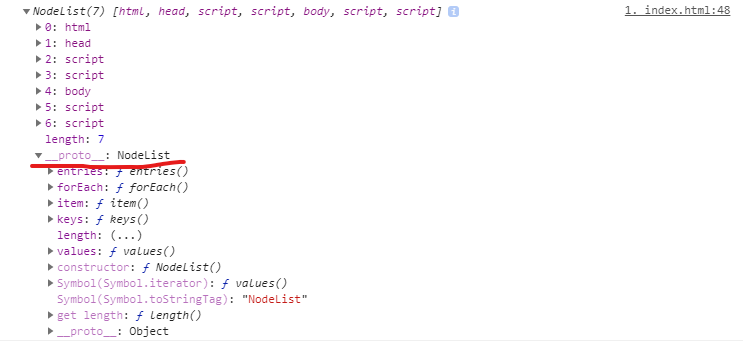 NodeList(7) [html, head, script, script, body, script, script] i 1. index.html:48
0: html
1: head
2: script
3: script
4: body
5: script
6: script
length: 7
__proto__: NodeList
entries: ƒ entries()
forEach: ƒ forEach()
item: ƒ item()
keys: ƒ keys()
length: (...)
values: ƒ values()
constructor: ƒ NodeList()
Symbol(Symbol.iterator): ƒ values()
Symbol(Symbol.toStringTag): "NodeList"
get length: ƒ length()
__proto__: Object